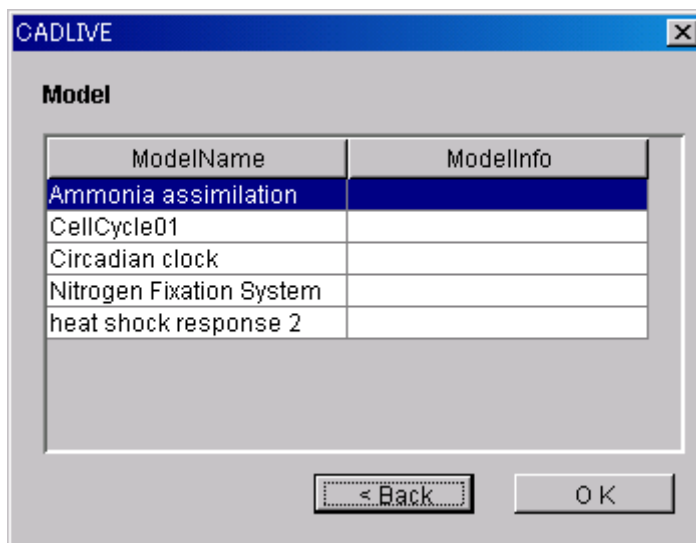 CADLIVE
Model
ModelName ModelInfo
Ammonia assimilation
CellCycle01
Circadian clock
Nitrogen Fixation System
heat shock response 2
< Back OK